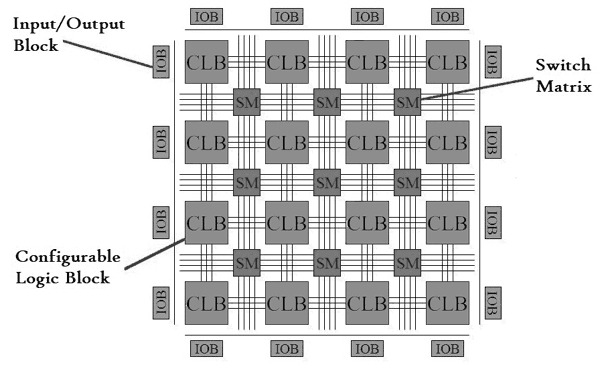 IOB IOB IOB IOB
Input/Output
Block
IOB CLB CLB CLB CLB IOB
Switch
Matrix
SM SM SM
IOB CLB CLB CLB CLB IOB
SM SM SM
IOB CLB CLB CLB CLB IOB
Configurable
Logic Block
SM SM SM
IOB CLB CLB CLB CLB IOB
IOB IOB IOB IOB